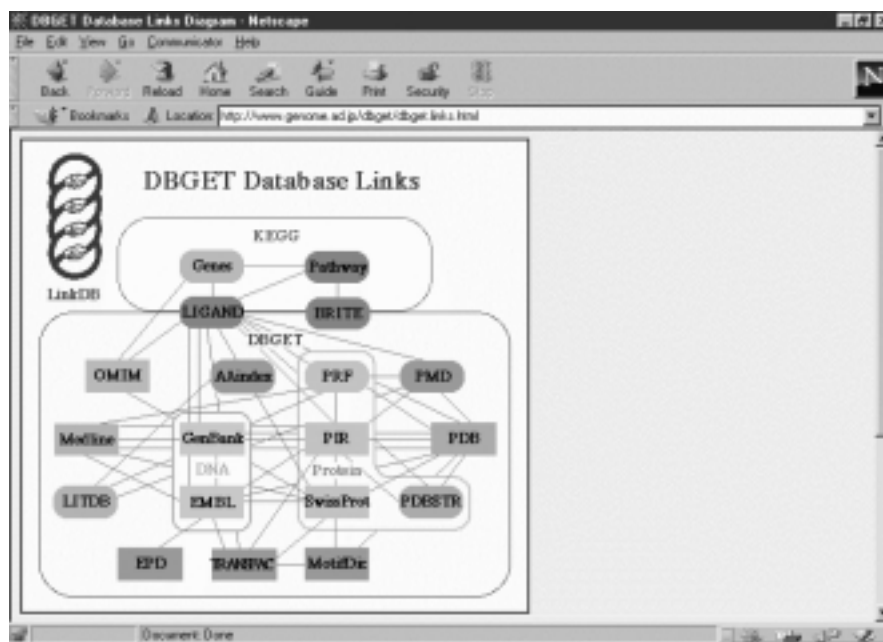 DBGET Database Links Diagram - Netscape
File Edit View Go Communicator Help
Back Forward Reload Home Search Guide Print Security Stop
N
Bookmarks Location: http://www.genome.ad.jp/dbget/dbget.links.html
DBGET Database Links
KEGG
Genes Pathway
LinkDB
LIGAND BRITE
DBGET
OMIM AAindex PRF PMD
Medline GenBank PIR PDB
DNA Protein
LITDB EMBL SwissProt PDBSTR
EPD TRANSFAC MotifDic
Document: Done